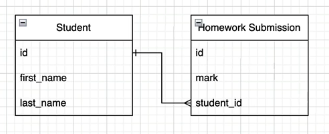 Student
id
first_name
last_name
Homework Submission
id
mark
student_id